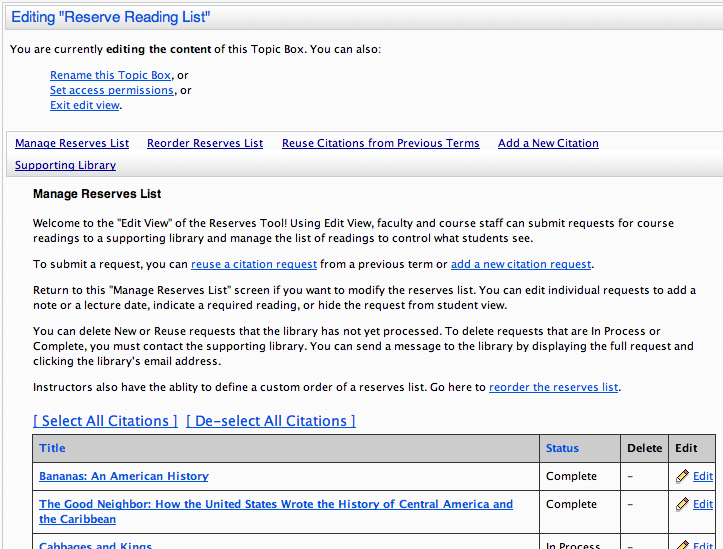 Editing "Reserve Reading List"
You are currently editing the content of this Topic Box. You can also:
Rename this Topic Box, or
Set access permissions, or
Exit edit view.
Manage Reserves List Reorder Reserves List Reuse Citations from Previous Terms Add a New Citation
Supporting Library
Manage Reserves List
Welcome to the "Edit View" of the Reserves Tool! Using Edit View, faculty and course staff can submit requests for course
readings to a supporting library and manage the list of readings to control what students see.
To submit a request, you can reuse a citation request from a previous term or add a new citation request.
Return to this "Manage Reserves List" screen if you want to modify the reserves list. You can edit individual requests to add a
note or a lecture date, indicate a required reading, or hide the request from student view.
You can delete New or Reuse requests that the library has not yet processed. To delete requests that are In Process or
Complete, you must contact the supporting library. You can send a message to the library by displaying the full request and
clicking the library's email address.
Instructors also have the ablity to define a custom order of a reserves list. Go here to reorder the reserves list.
[ Select All Citations ] [ De-select All Citations ]
Title Status Delete Edit
Bananas: An American History Complete – Edit
The Good Neighbor: How the United States Wrote the History of Central America and Complete – Edit
the Caribbean
Cabbages and Kings In Process – Edit